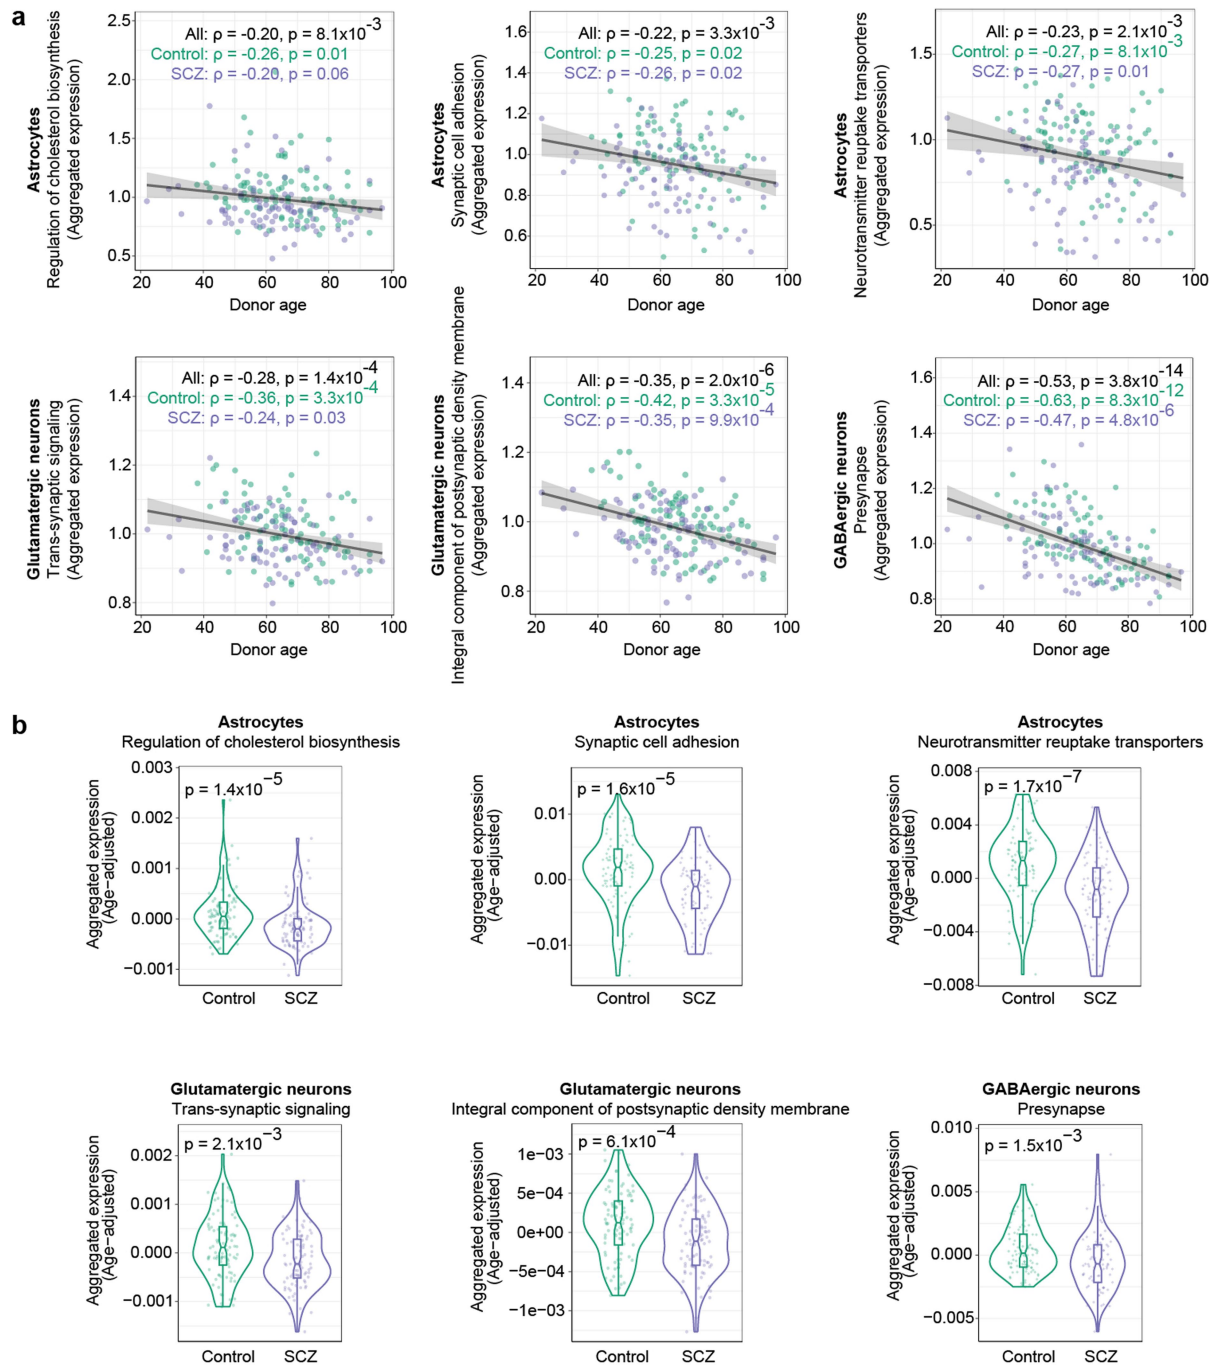 a
Astrocytes
Regulation of cholesterol biosynthesis
(Aggregated expression)
2.5
2.0
1.5
1.0
0.5
All: ρ = -0.20, p = 8.1x10-3
Control: ρ = -0.26, p = 0.01
SCZ: ρ = -0.20, p = 0.06
20 40 60 80 100
Donor age
Astrocytes
Synaptic cell adhesion
(Aggregated expression)
1.6
1.4
1.2
1.0
0.8
0.6
All: ρ = -0.22, p = 3.3x10-3
Control: ρ = -0.25, p = 0.02
SCZ: ρ = -0.26, p = 0.02
20 40 60 80 100
Donor age
Astrocytes
Neurotransmitter reuptake transporters
(Aggregated expression)
1.5
1.0
0.5
All: ρ = -0.23, p = 2.1x10-3
Control: ρ = -0.27, p = 8.1x10-3
SCZ: ρ = -0.27, p = 0.01
20 40 60 80 100
Donor age
Glutamatergic neurons
Trans-synaptic signaling
(Aggregated expression)
1.4
1.2
1.0
0.8
All: ρ = -0.28, p = 1.4x10-4
Control: ρ = -0.36, p = 3.3x10-4
SCZ: ρ = -0.24, p = 0.03
20 40 60 80 100
Donor age
Glutamatergic neurons
Integral component of postsynaptic density membrane
(Aggregated expression)
1.4
1.2
1.0
0.8
All: ρ = -0.35, p = 2.0x10-6
Control: ρ = -0.42, p = 3.3x10-5
SCZ: ρ = -0.35, p = 9.9x10-4
20 40 60 80 100
Donor age
GABAergic neurons
Presynapse
(Aggregated expression)
1.6
1.4
1.2
1.0
0.8
All: ρ = -0.53, p = 3.8x10-14
Control: ρ = -0.63, p = 8.3x10-12
SCZ: ρ = -0.47, p = 4.8x10-6
20 40 60 80 100
Donor age
b
Astrocytes
Regulation of cholesterol biosynthesis
Aggregated expression
(Age−adjusted)
0.003
0.002
0.001
0.000
−0.001
p = 1.4x10−5
Control SCZ
Astrocytes
Synaptic cell adhesion
Aggregated expression
(Age−adjusted)
0.01
0.00
−0.01
p = 1.6x10−5
Control SCZ
Astrocytes
Neurotransmitter reuptake transporters
Aggregated expression
(Age−adjusted)
0.008
0.004
0.000
−0.004
−0.008
p = 1.7x10−7
Control SCZ
Glutamatergic neurons
Trans-synaptic signaling
Aggregated expression
(Age−adjusted)
0.002
0.001
0.000
−0.001
p = 2.1x10−3
Control SCZ
Glutamatergic neurons
Integral component of postsynaptic density membrane
Aggregated expression
(Age−adjusted)
1e−03
5e−04
0e+00
−5e−04
−1e−03
p = 6.1x10−4
Control SCZ
GABAergic neurons
Presynapse
Aggregated expression
(Age−adjusted)
0.010
0.005
0.000
−0.005
p = 1.5x10−3
Control SCZ